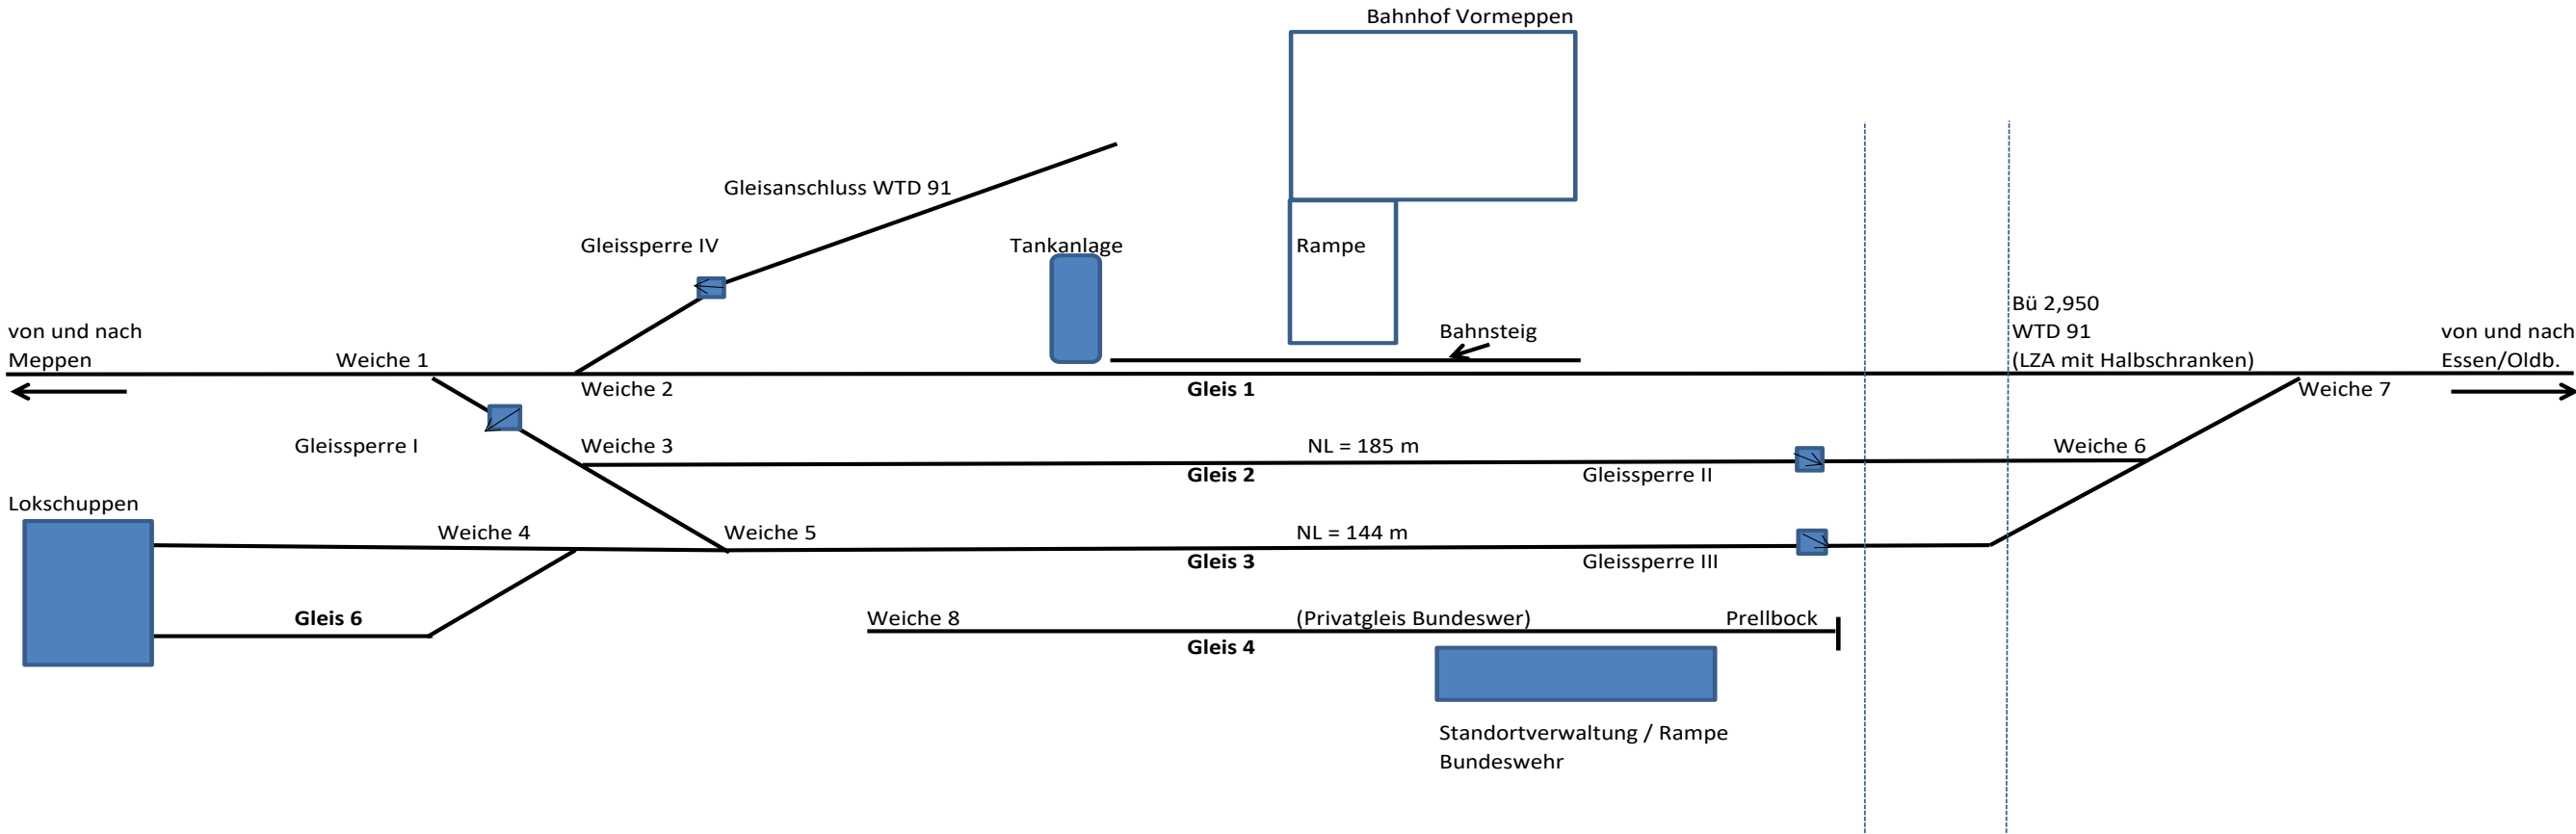 Bahnhof Vormeppen
Gleisanschluss WTD 91
Gleissperre IV
Tankanlage
Rampe
Bü 2,950
von und nach
Meppen
Weiche 1
Bahnsteig
WTD 91
(LZA mit Halbschranken)
von und nach
Essen/Oldb.
Weiche 2
Gleis 1
Weiche 7
Gleissperre I
Weiche 3
NL = 185 m
Weiche 6
Gleis 2
Gleissperre II
Lokschuppen
Weiche 4
Weiche 5
NL = 144 m
Gleis 3
Gleissperre III
Gleis 6
Weiche 8
(Privatgleis Bundeswer)
Prellbock
Gleis 4
Standortverwaltung / Rampe
Bundeswehr